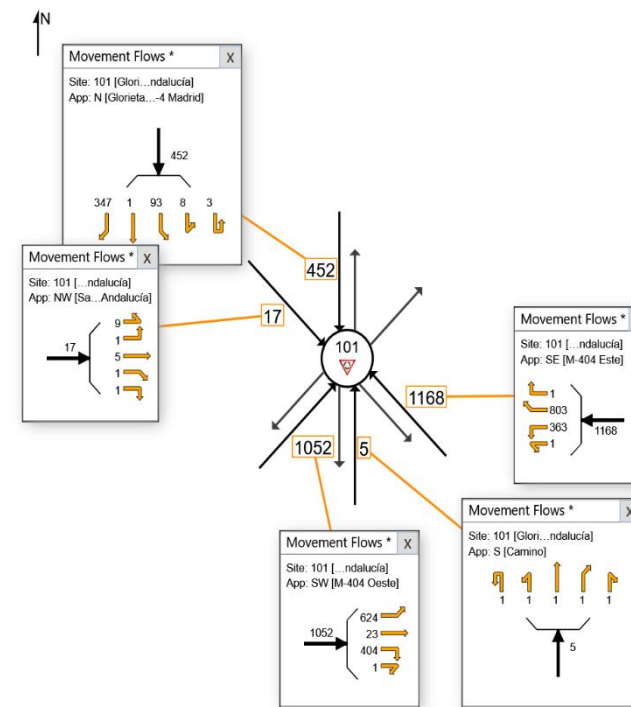 N
Movement Flows * X
Site: 101 [Glori...ndalucía]
App: N [Glorieta...-4 Madrid]
452
347 1 93 8 3
Movement Flows * X
Site: 101 [...ndalucía]
App: NW [Sa...Andalucía]
17
9
1
5
1
1
452
17
101
1168
1052
5
Movement Flows *
Site: 101 [...ndalucía]
App: SE [M-404 Este]
1
803
363
1
1168
Movement Flows * X
Site: 101 [Glori...ndalucía]
App: S [Camino]
1 1 1 1 1
5
Movement Flows * X
Site: 101 [...ndalucía]
App: SW [M-404 Oeste]
1052
624
23
404
1